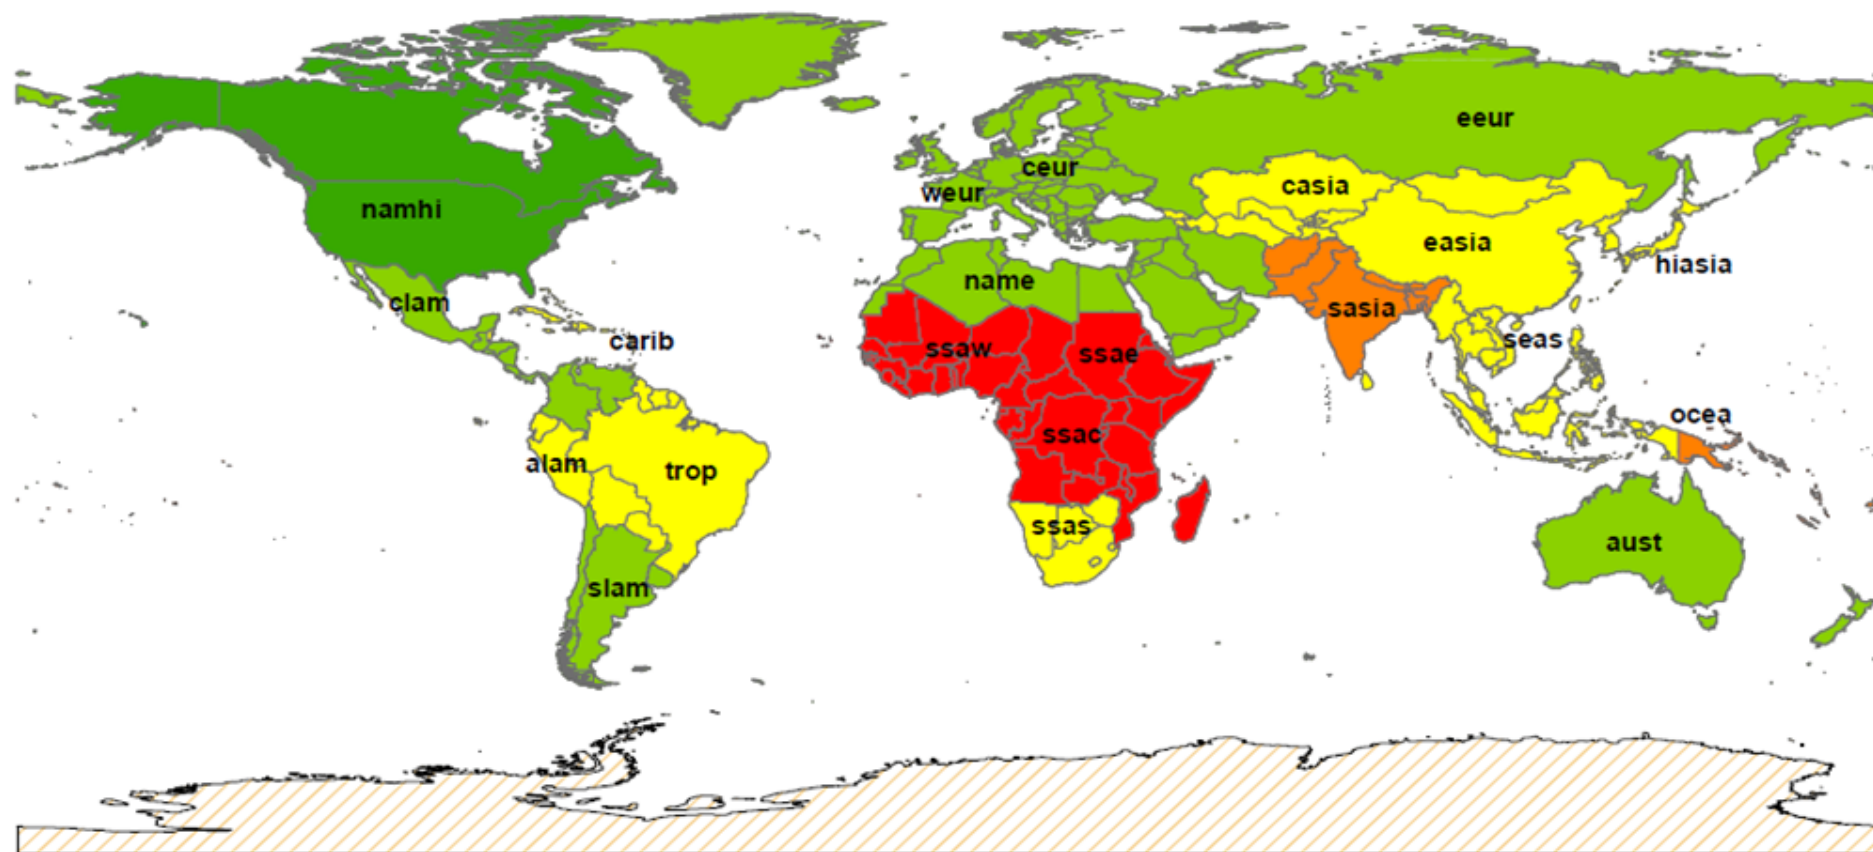 eeur
ceur
casia
weur
namhi
easia
hiasia
name
clam
sasia
carib
ssaw
ssae
seas
ocea
ssac
alam
trop
ssas
aust
slam